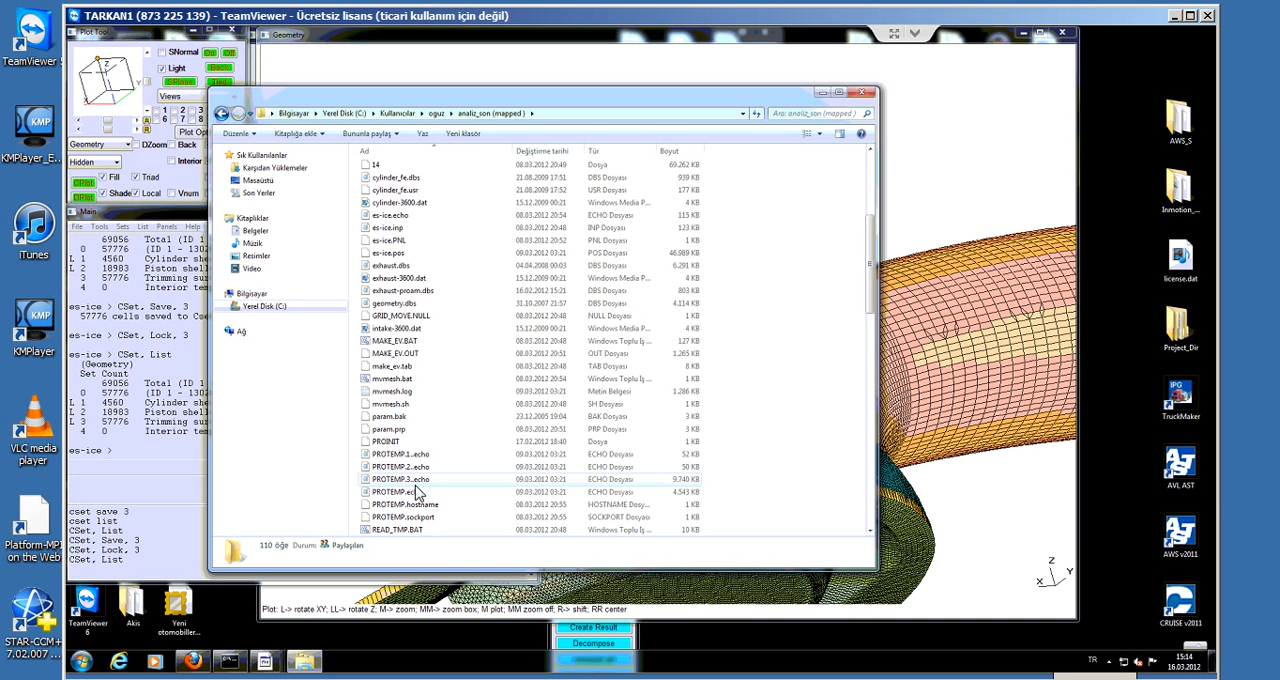 TARKAN1 (873 225 139) - TeamViewer - Ücretsiz lisans (ticari kullanım için değil)
TeamViewer
KMPlayer_E...
iTunes
KMPlayer
VLC media
player
Platform-MPI
on the Web
STAR-CCM+
7.02.007 ...
Plot Tool
SNormal
Light
Views
1 2 3
6 7 8
Plot Opt
Geometry
DZoom
Back
Hidden
Interior
Fill
Triad
Shade
Local
Vnum
Main
File Tools Sets List Panels Help
69056 Total (ID 1
0 57776 (ID 1 - 1302
L 1 4560 Cylinder she
L 2 18983 Piston shell
3 57776 Trimming sur
4 0 Interior tem
es-ice > CSet, Save, 3
57776 cells saved to Cse
es-ice > CSet, Lock, 3
es-ice > CSet, List
(Geometry)
Set Count
69056 Total (ID 1
0 57776 (ID 1 - 1302
L 1 4560 Cylinder she
L 2 18983 Piston shell
L 3 57776 Trimming sur
4 0 Interior tem
es-ice >
cset save 3
cset list
CSet, List
CSet, Save, 3
CSet, Lock, 3
CSet, List
Geometry
Bilgisayar Yerel Disk (C:) Kullanıcılar oguz analiz_son (mapped )
Ara: analiz_son (mapped )
Düzenle Kitaplığa ekle Bununla paylaş Yaz Yeni klasör
Sık Kullanılanlar
Karşıdan Yüklemeler
Masaüstü
Son Yerler
Kitaplıklar
Belgeler
Müzik
Resimler
Video
Bilgisayar
Yerel Disk (C:)
Ağ
Ad Değiştirme tarihi Tür Boyut
14 08.03.2012 20:49 Dosya 69.262 KB
cylinder_fe.dbs 21.08.2009 17:51 DBS Dosyası 939 KB
cylinder_fe.usr 21.08.2009 17:52 USR Dosyası 177 KB
cylinder-3600.dat 15.12.2009 00:31 Windows Media P... 4 KB
es-ice.echo 08.03.2012 20:54 ECHO Dosyası 115 KB
es-ice.inp 08.03.2012 20:48 INP Dosyası 123 KB
es-ice.PNL 08.03.2012 20:52 PNL Dosyası 1 KB
es-ice.pos 09.03.2012 03:21 POS Dosyası 46.989 KB
exhaust.dbs 04.04.2008 00:03 DBS Dosyası 6.291 KB
exhaust-3600.dat 15.12.2009 00:31 Windows Media P... 4 KB
exhaust-proam.dbs 16.02.2012 15:21 DBS Dosyası 803 KB
geometry.dbs 31.10.2007 21:57 DBS Dosyası 4.114 KB
GRID_MOVE.NULL 08.03.2012 20:48 NULL Dosyası 1 KB
intake-3600.dat 15.12.2009 00:31 Windows Media P... 4 KB
MAKE_EV.BAT 08.03.2012 20:48 Windows Toplu İş ... 127 KB
MAKE_EV.OUT 08.03.2012 20:51 OUT Dosyası 1.265 KB
make_ev.tab 08.03.2012 20:48 TAB Dosyası 8 KB
mvmesh.bat 08.03.2012 20:54 Windows Toplu İş ... 1 KB
mvmesh.log 09.03.2012 03:21 Metin Belgesi 1.286 KB
mvmesh.sh 08.03.2012 20:54 SH Dosyası 1 KB
param.bak 23.12.2005 19:04 BAK Dosyası 3 KB
param.prp 09.03.2012 03:21 PRP Dosyası 1 KB
PROINIT 17.02.2012 18:40 Dosya 1 KB
PROTEMP.1..echo 09.03.2012 03:21 ECHO Dosyası 52 KB
PROTEMP.2..echo 09.03.2012 03:21 ECHO Dosyası 50 KB
PROTEMP.3..echo 09.03.2012 03:21 ECHO Dosyası 9.740 KB
PROTEMP.ec 09.03.2012 03:21 ECHO Dosyası 4.543 KB
PROTEMP.hostname 08.03.2012 20:55 HOSTNAME Dosy... 1 KB
PROTEMP.sockport 08.03.2012 20:55 SOCKPORT Dosyası 1 KB
READ_TMP.BAT 08.03.2012 20:48 Windows Toplu İş ... 10 KB
110 öğe Durum: Paylaşılan
Z
Y
X
Plot: L-> rotate XY; LL-> rotate Z; M-> zoom; MM-> zoom box; M plot; MM zoom off; R-> shift; RR center
Create Result
Decompose
TeamViewer
6
Akis
Yeni
otomobiller...
AWS_S
Inmotion_...
license.dat
Project_Dir
TruckMaker
AVL AST
AWS v2011
CRUISE v2011
TR
15:14
16.03.2012